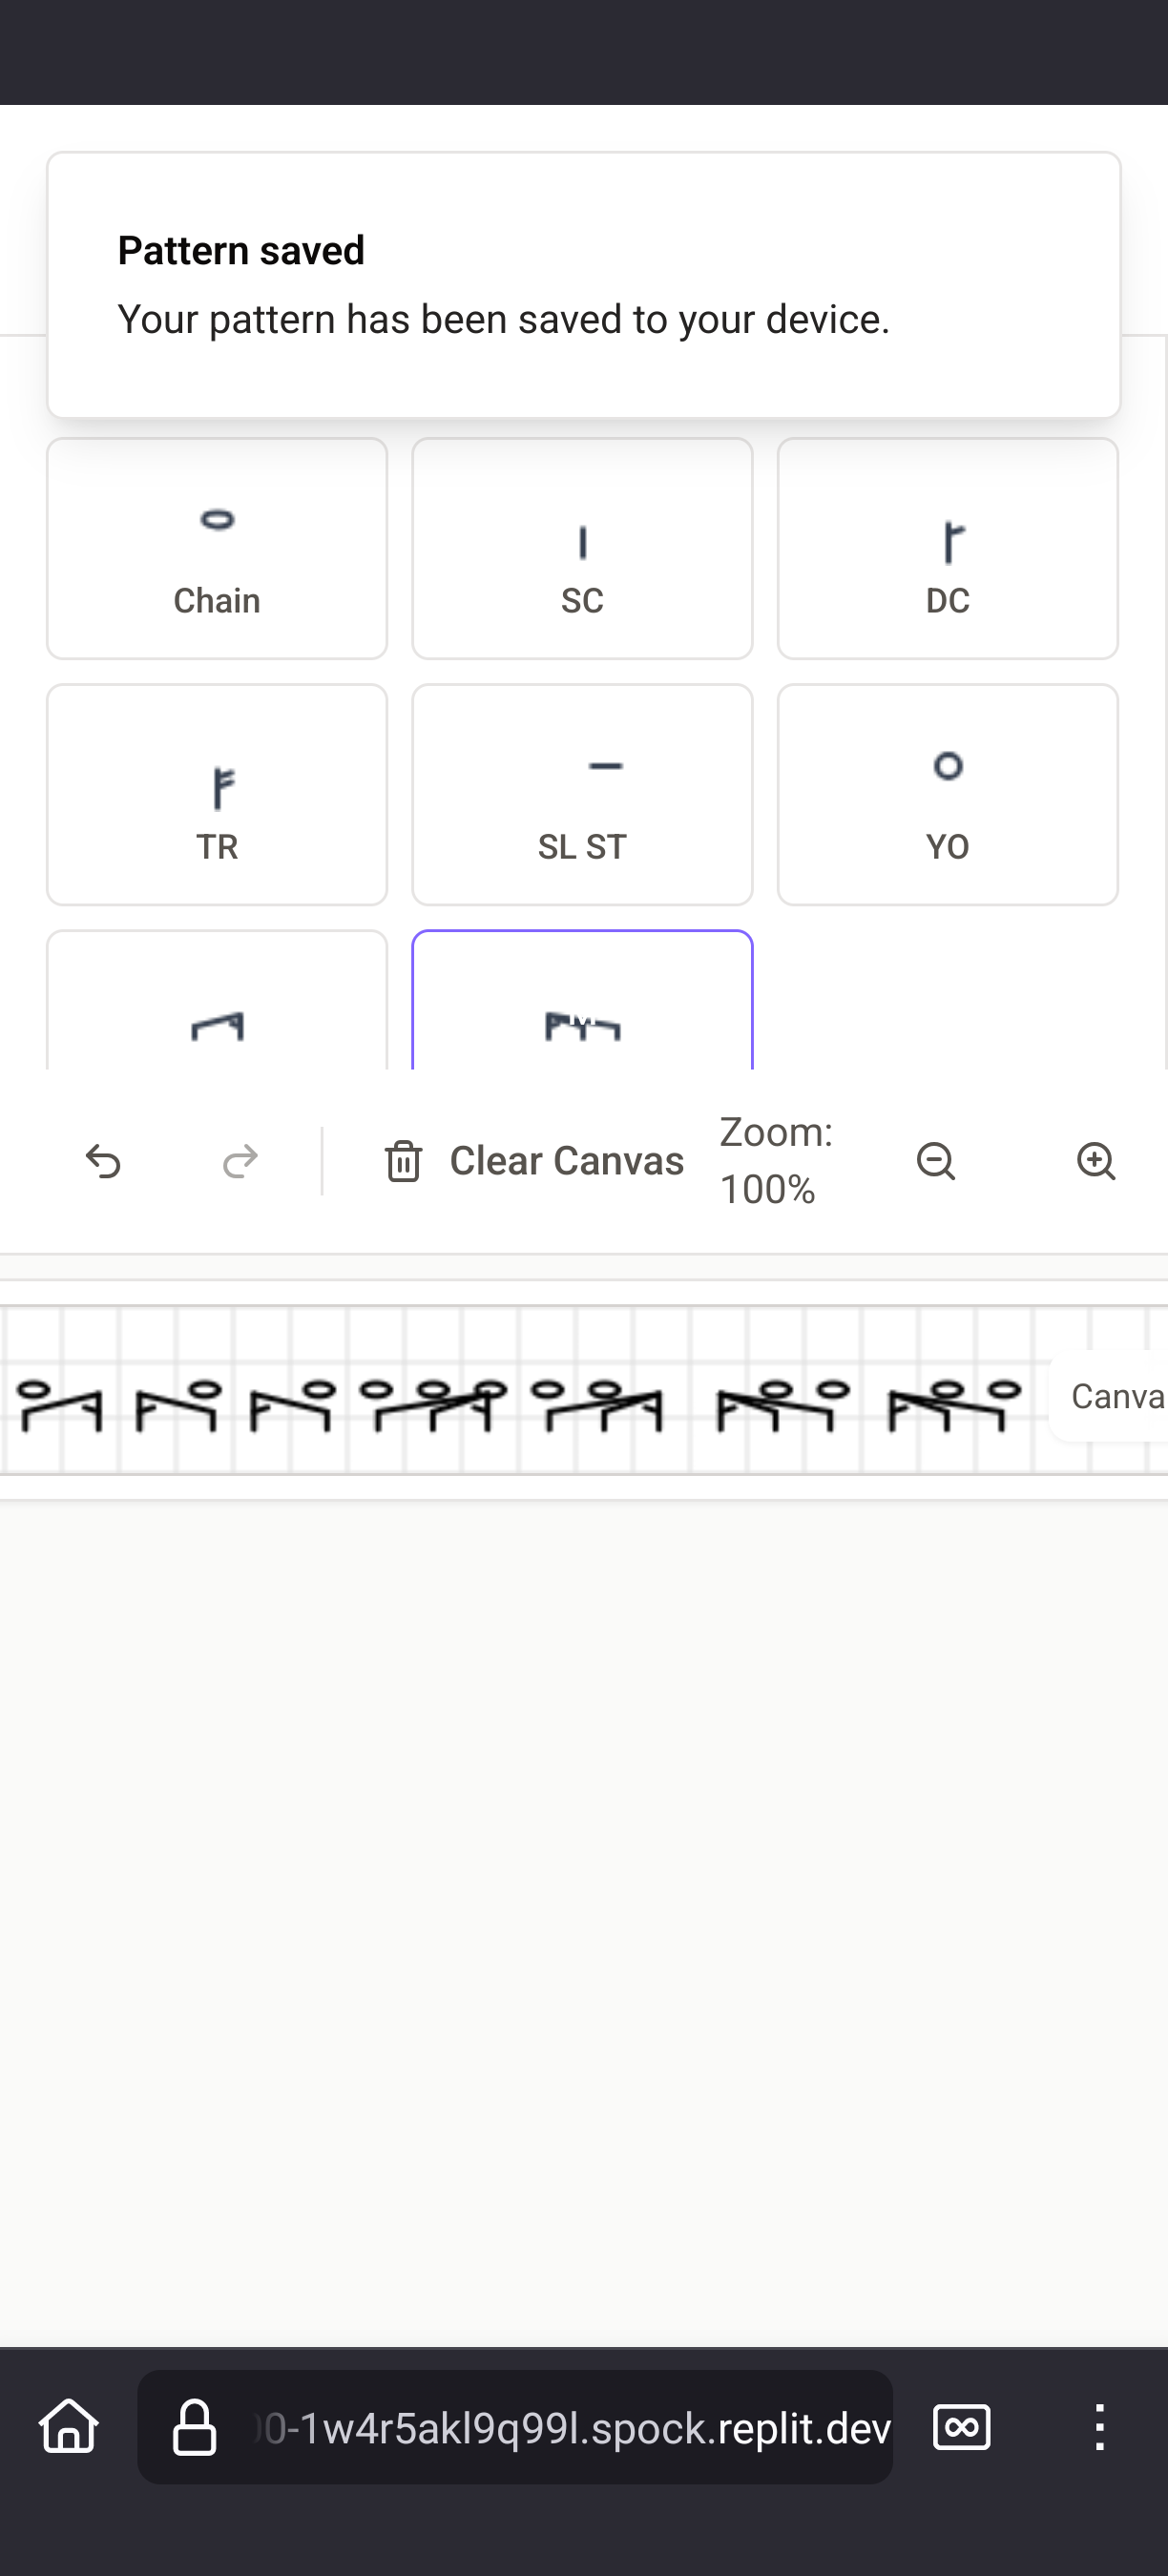 Pattern saved
Your pattern has been saved to your device.
Chain
SC
DC
TR
SL ST
YO
Clear Canvas
Zoom:
100%
Canva
00-1w4r5akl9q99l.spock.replit.dev